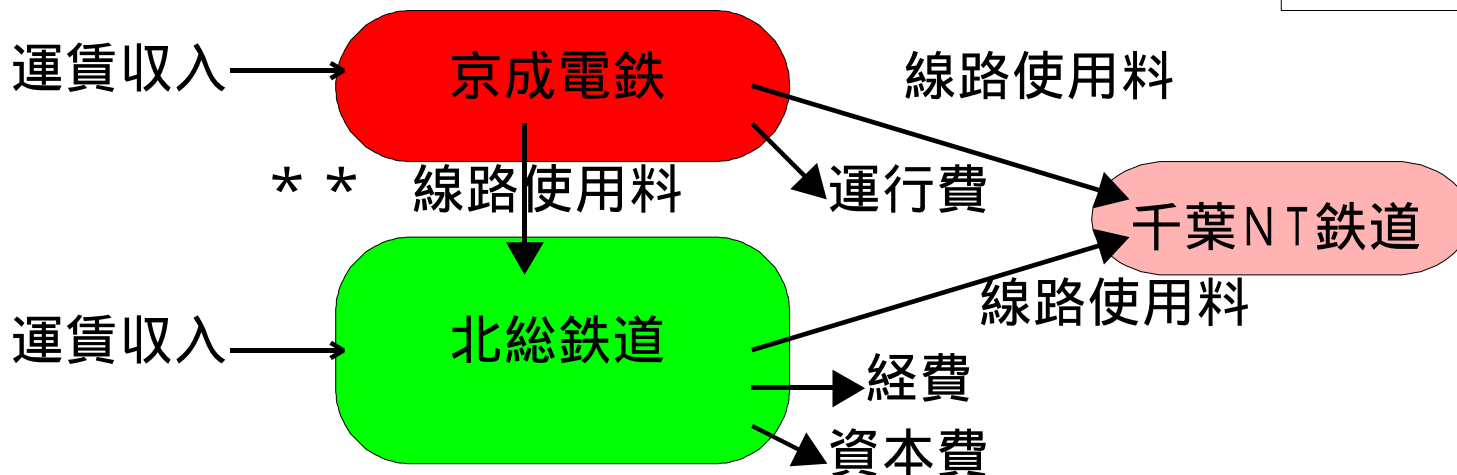 運賃収入
京成電鉄
線路使用料
** 線路使用料
運行費
千葉NT鉄道
線路使用料
運賃収入
北総鉄道
経費
資本費